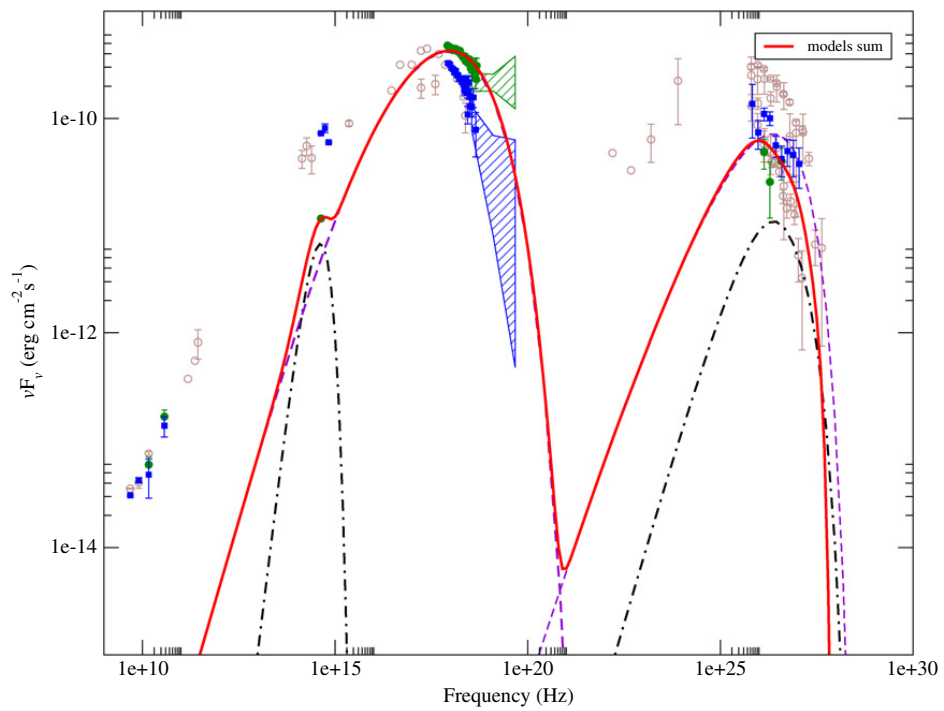 models sum
1e-10
1e-12
1e-14
νFᵥ (erg cm⁻² s⁻¹)
1e+10 1e+15 1e+20 1e+25 1e+30
Frequency (Hz)